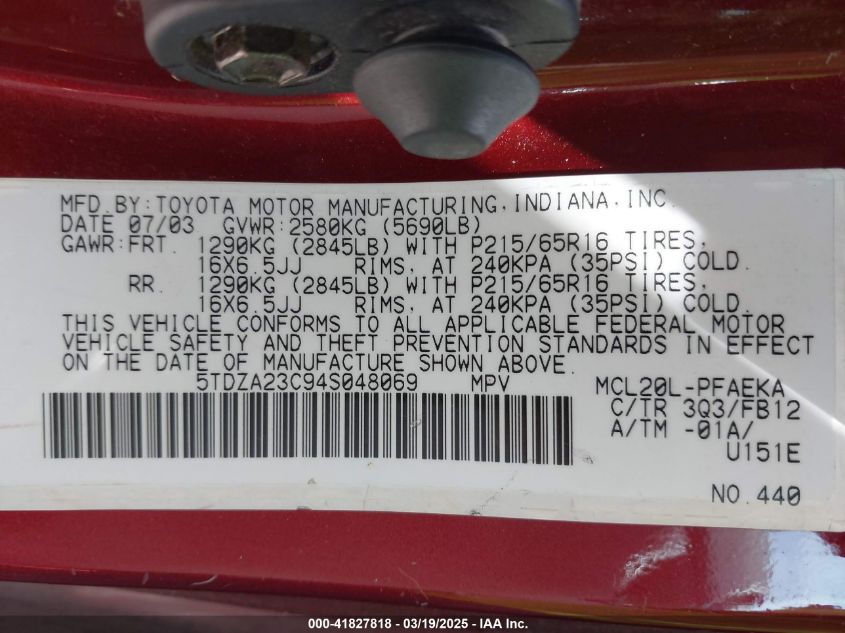 MFD.BY:TOYOTA MOTOR MANUFACTURING,INDIANA,INC.
DATE 07/03 GVWR:2580KG (5690LB)
GAWR:FRT. 1290KG (2845LB) WITH P215/65R16 TIRES,
16X6.5JJ RIMS, AT 240KPA (35PSI) COLD.
RR. 1290KG (2845LB) WITH P215/65R16 TIRES,
16X6.5JJ RIMS, AT 240KPA (35PSI) COLD.
THIS VEHICLE CONFORMS TO ALL APPLICABLE FEDERAL MOTOR
VEHICLE SAFETY AND THEFT PREVENTION STANDARDS IN EFFECT
ON THE DATE OF MANUFACTURE SHOWN ABOVE.
5TDZA23C94S048069 MPV MCL20L-PFAEKA
C/TR 3Q3/FB12
A/TM -01A/
U151E
NO.440
000-41827818 - 03/19/2025 - IAA, Inc.